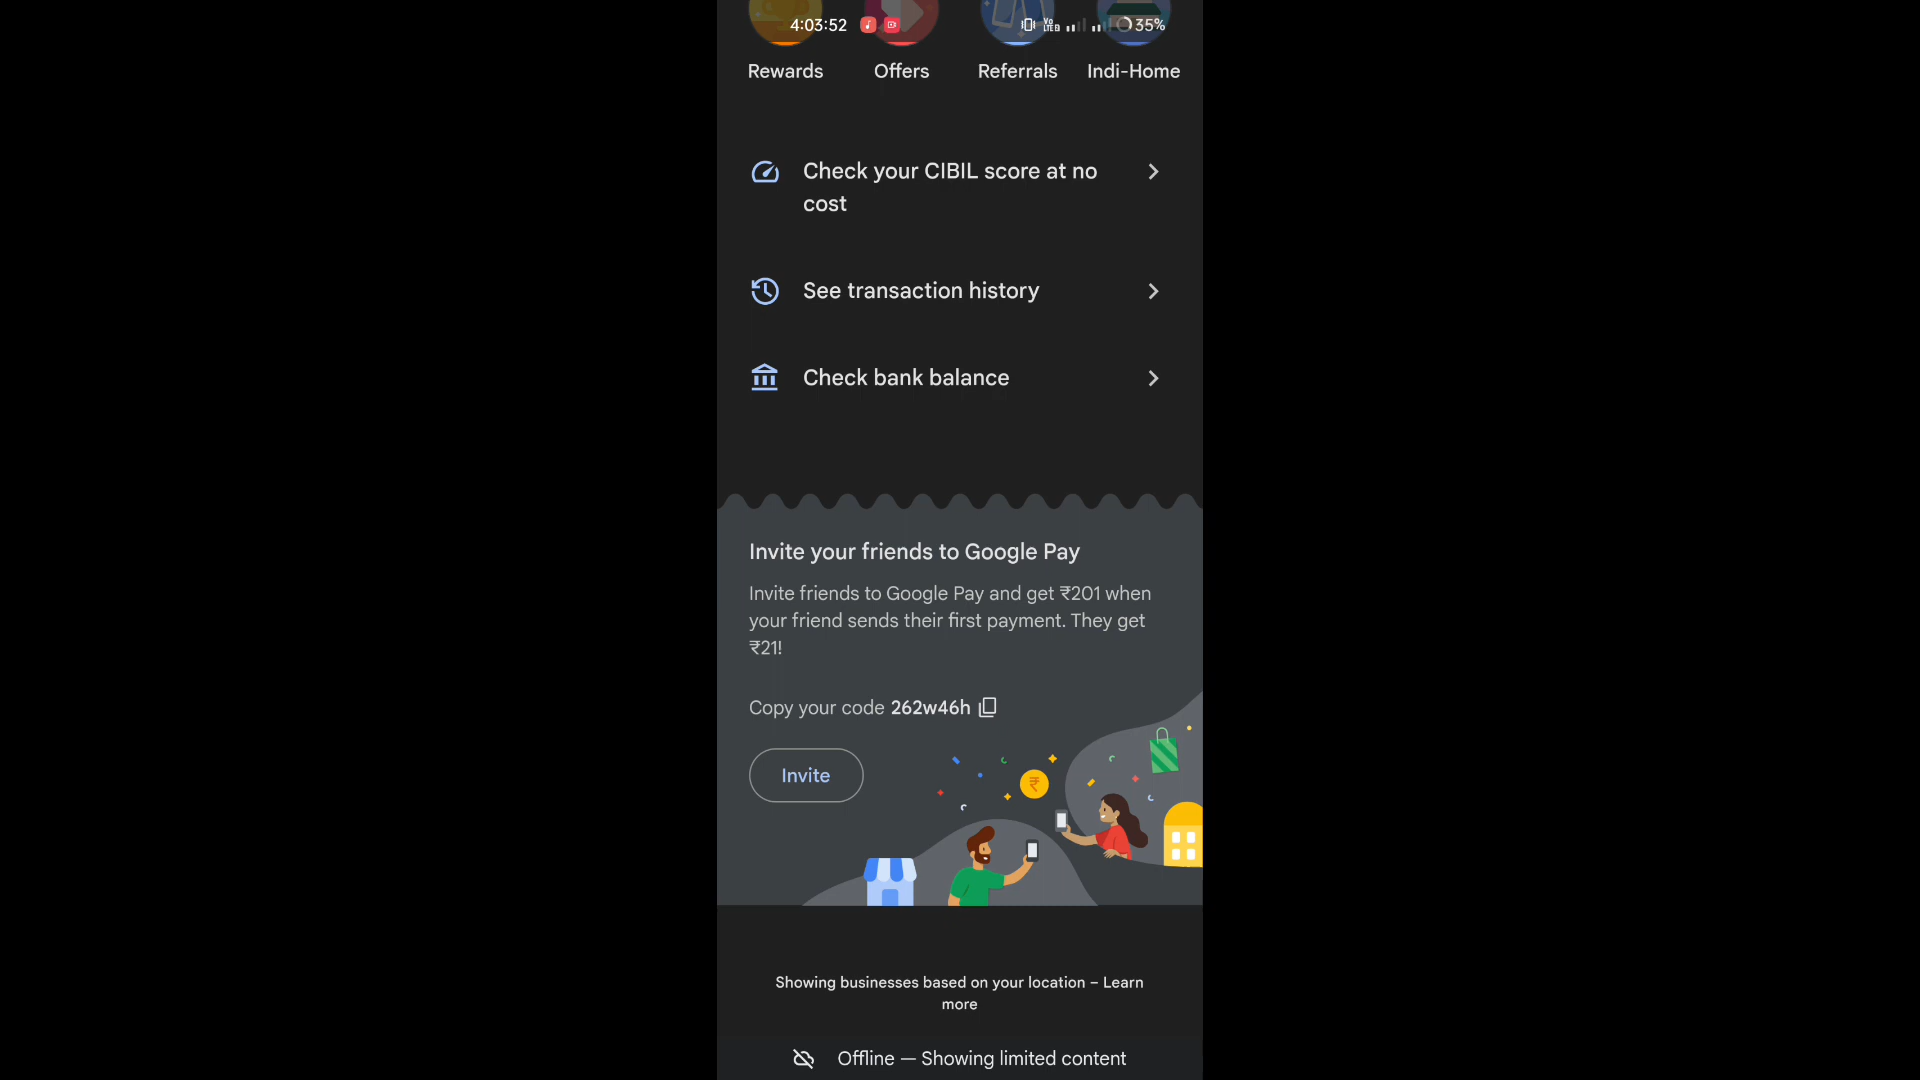 4:03:52
35%
Rewards Offers Referrals Indi-Home
Check your CIBIL score at no
cost
See transaction history
Check bank balance
Invite your friends to Google Pay
Invite friends to Google Pay and get ₹201 when
your friend sends their first payment. They get
₹21!
Copy your code 262w46h
Invite
₹
Showing businesses based on your location – Learn
more
Offline — Showing limited content